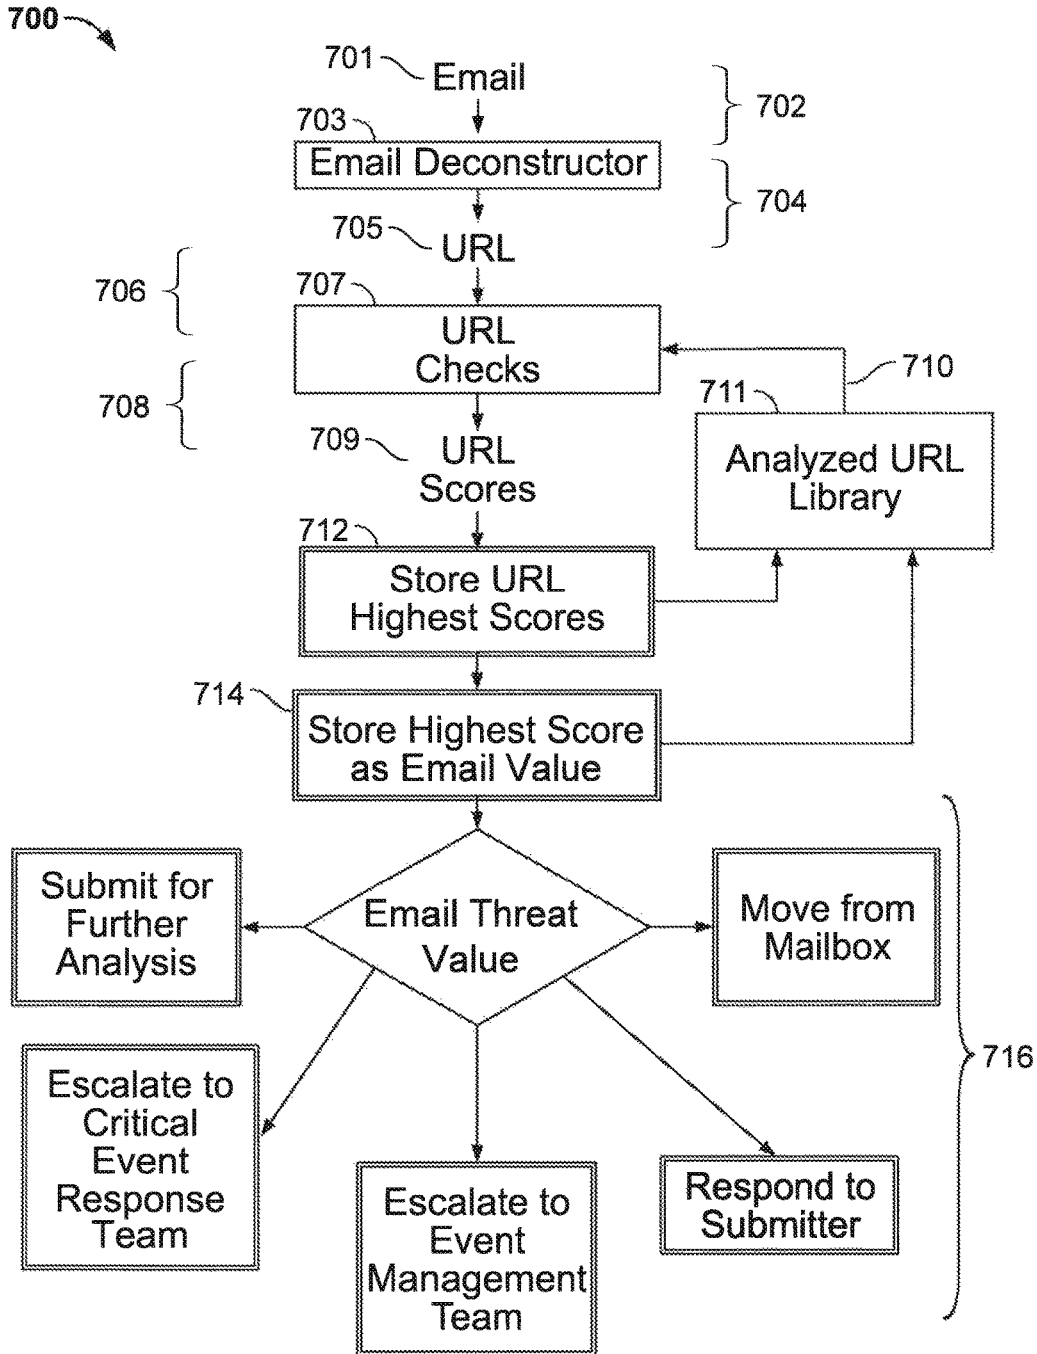 700
701
Email
702
703
Email Deconstructor
704
705
URL
706
707
URL
Checks
710
708
711
709
URL
Scores
Analyzed URL
Library
712
Store URL
Highest Scores
714
Store Highest Score
as Email Value
Submit for
Further
Analysis
Email Threat
Value
Move from
Mailbox
716
Escalate to
Critical
Event
Response
Team
Escalate to
Event
Management
Team
Respond to
Submitter